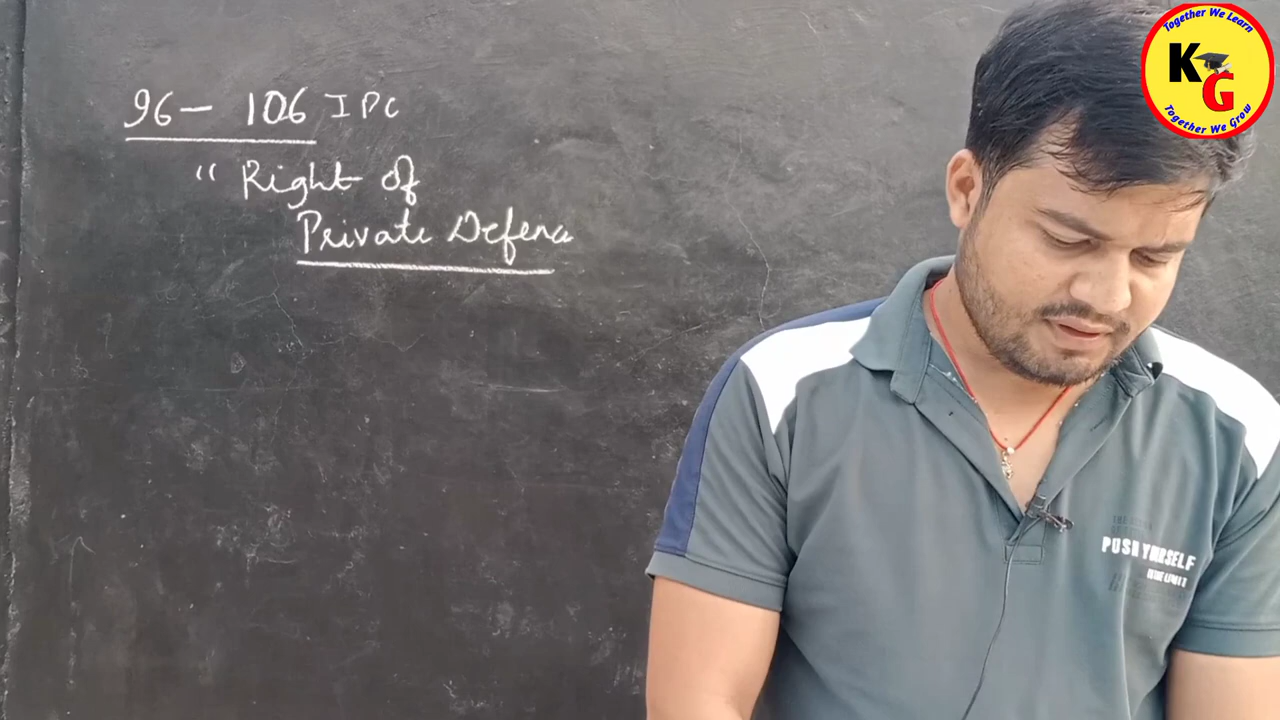 96- 106 IPC
" Right of
Private Defenc
Together We Learn
KG
Together We Grow
PUSH YOURSELF